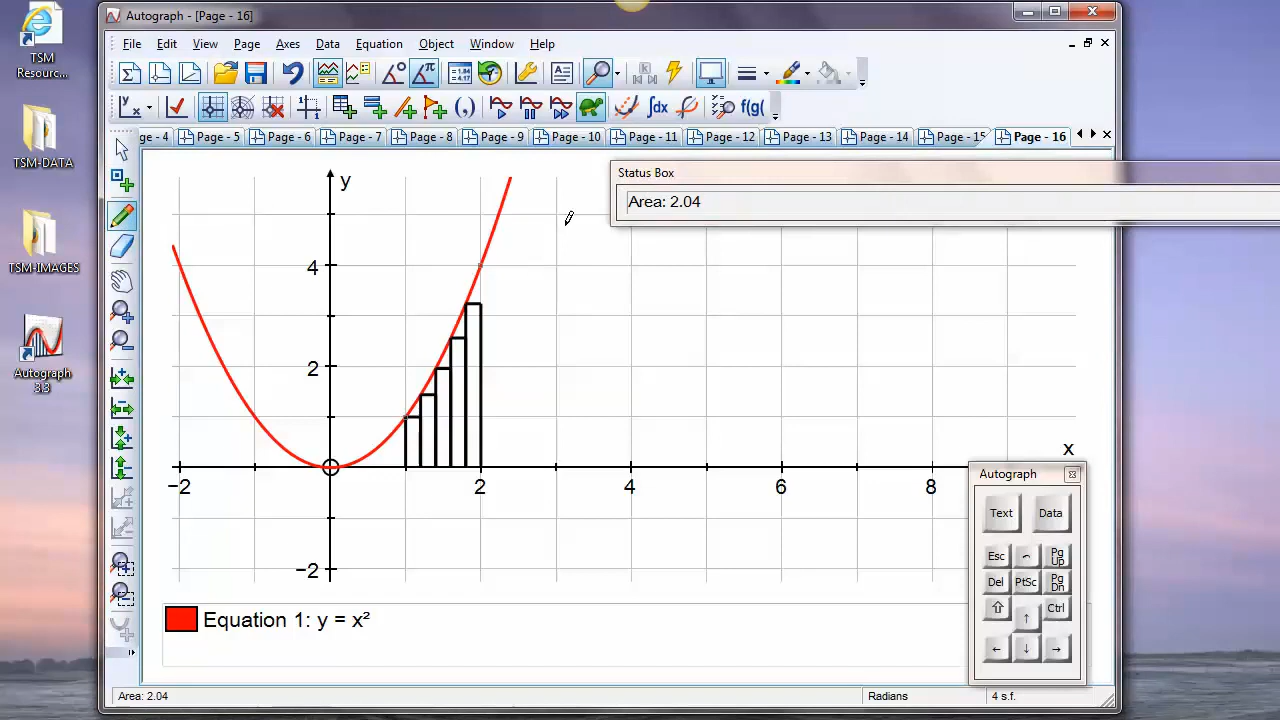 Autograph - [Page - 16]
TSM
Resourc...
File Edit View Page Axes Data Equation Object Window Help
ge - 4 Page - 5 Page - 6 Page - 7 Page - 8 Page - 9 Page - 10 Page - 11 Page - 12 Page - 13 Page - 14 Page - 15 Page - 16
TSM-DATA
TSM-IMAGES
Autograph
3.3
Status Box
Area: 2.04
y
4
2
x
−2 2 4 6 8
−2
Equation 1: y = x²
Autograph
Text Data
Esc Pg Up
Del PtSc Pg Dn
Ctrl
Area: 2.04 Radians 4 s.f.